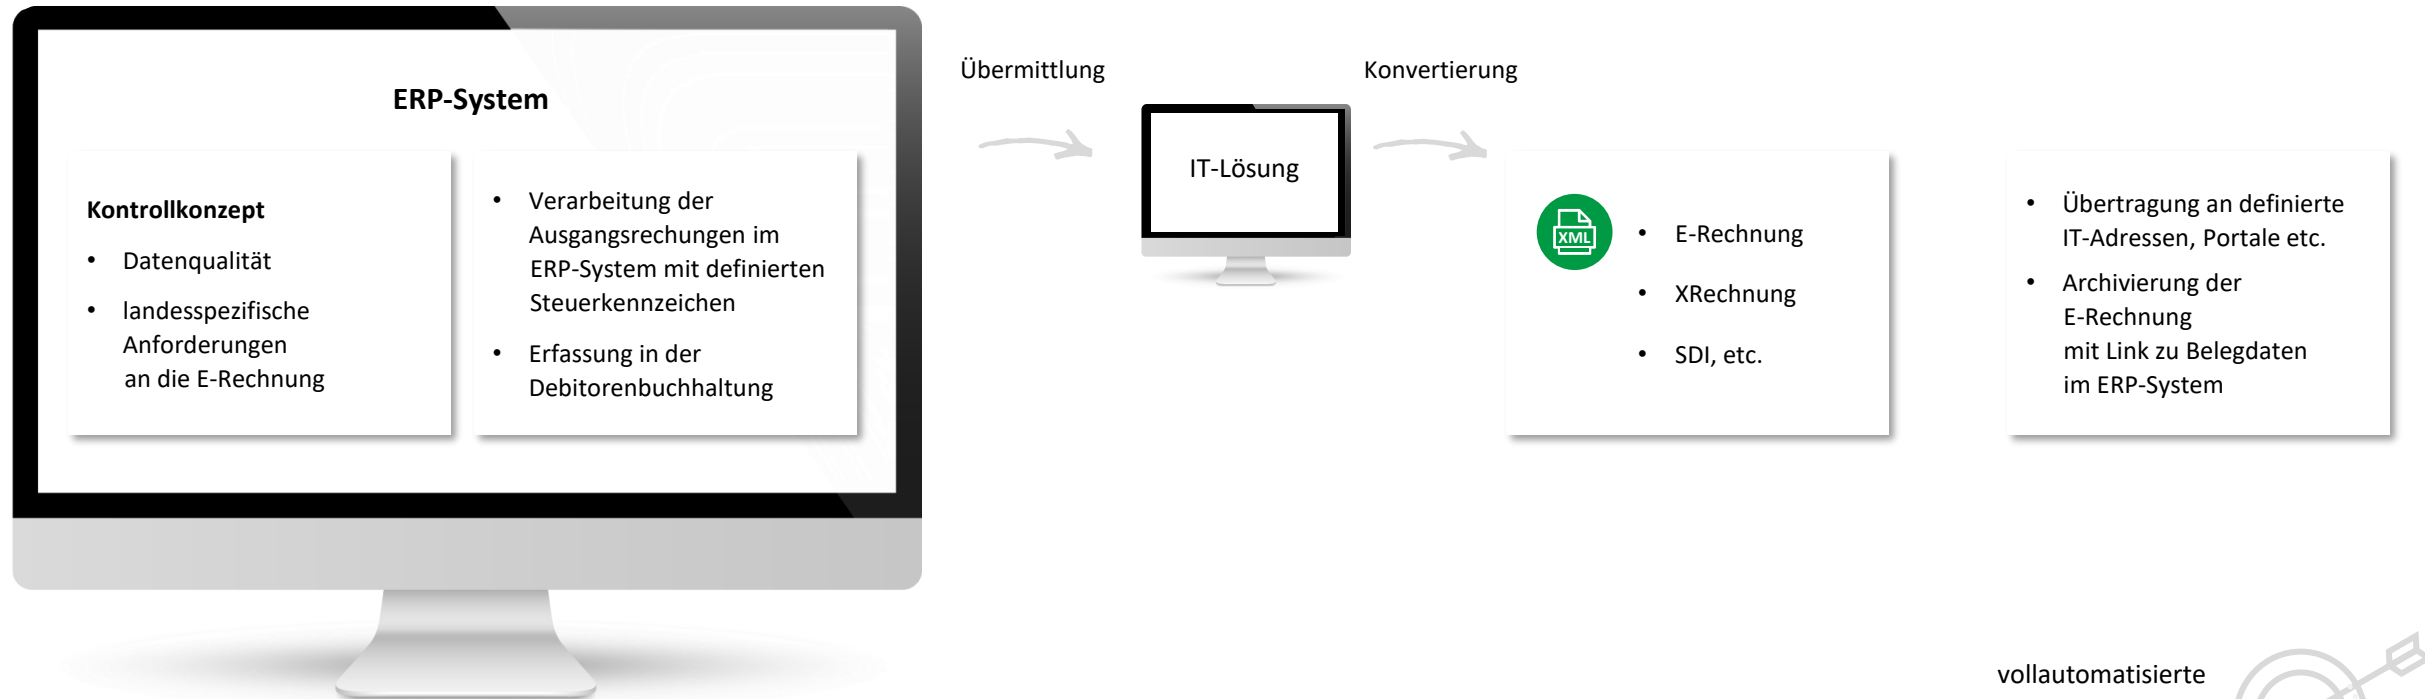 ERP-System
Kontrollkonzept
• Datenqualität
• landesspezifische
Anforderungen
an die E-Rechnung
• Verarbeitung der
Ausgangsrechungen im
ERP-System mit definierten
Steuerkennzeichen
• Erfassung in der
Debitorenbuchhaltung
Übermittlung
IT-Lösung
Konvertierung
XML
• E-Rechnung
• XRechnung
• SDI, etc.
• Übertragung an definierte
IT-Adressen, Portale etc.
• Archivierung der
E-Rechnung
mit Link zu Belegdaten
im ERP-System
vollautomatisierte